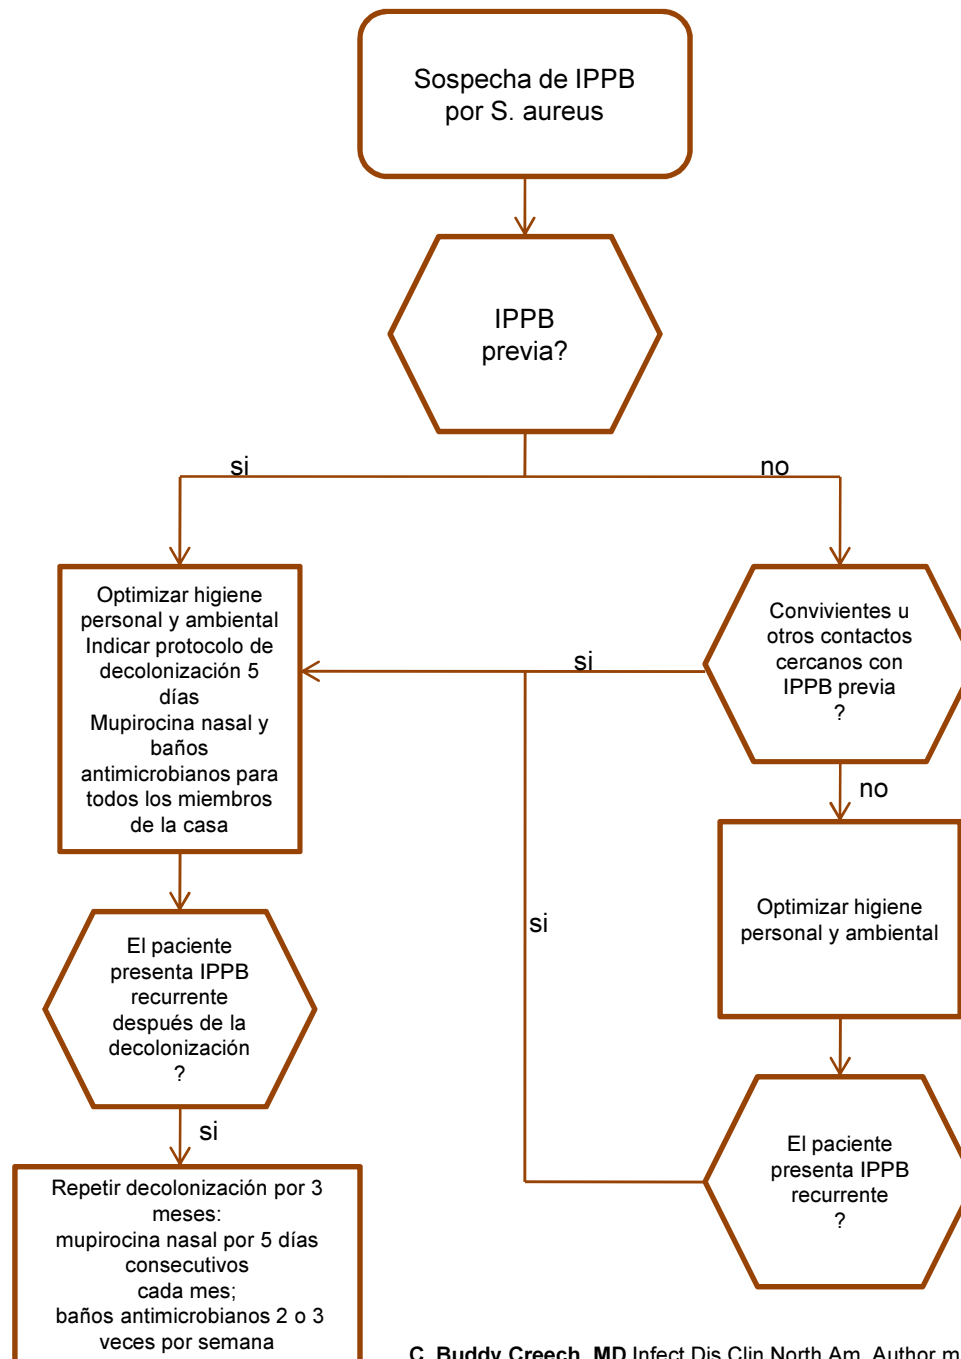 Sospecha de IPPB
por S. aureus
IPPB
previa?
si
no
Optimizar higiene
personal y ambiental
Indicar protocolo de
decolonización 5
días
Mupirocina nasal y
baños
antimicrobianos para
todos los miembros
de la casa
Convivientes u
otros contactos
cercanos con
IPPB previa
?
si
no
Optimizar higiene
personal y ambiental
si
El paciente
presenta IPPB
recurrente
después de la
decolonización
?
si
El paciente
presenta IPPB
recurrente
?
Repetir decolonización por 3
meses:
mupirocina nasal por 5 días
consecutivos
cada mes;
baños antimicrobianos 2 o 3
veces por semana
C. Buddy Creech, MD Infect Dis Clin North Am. Author m